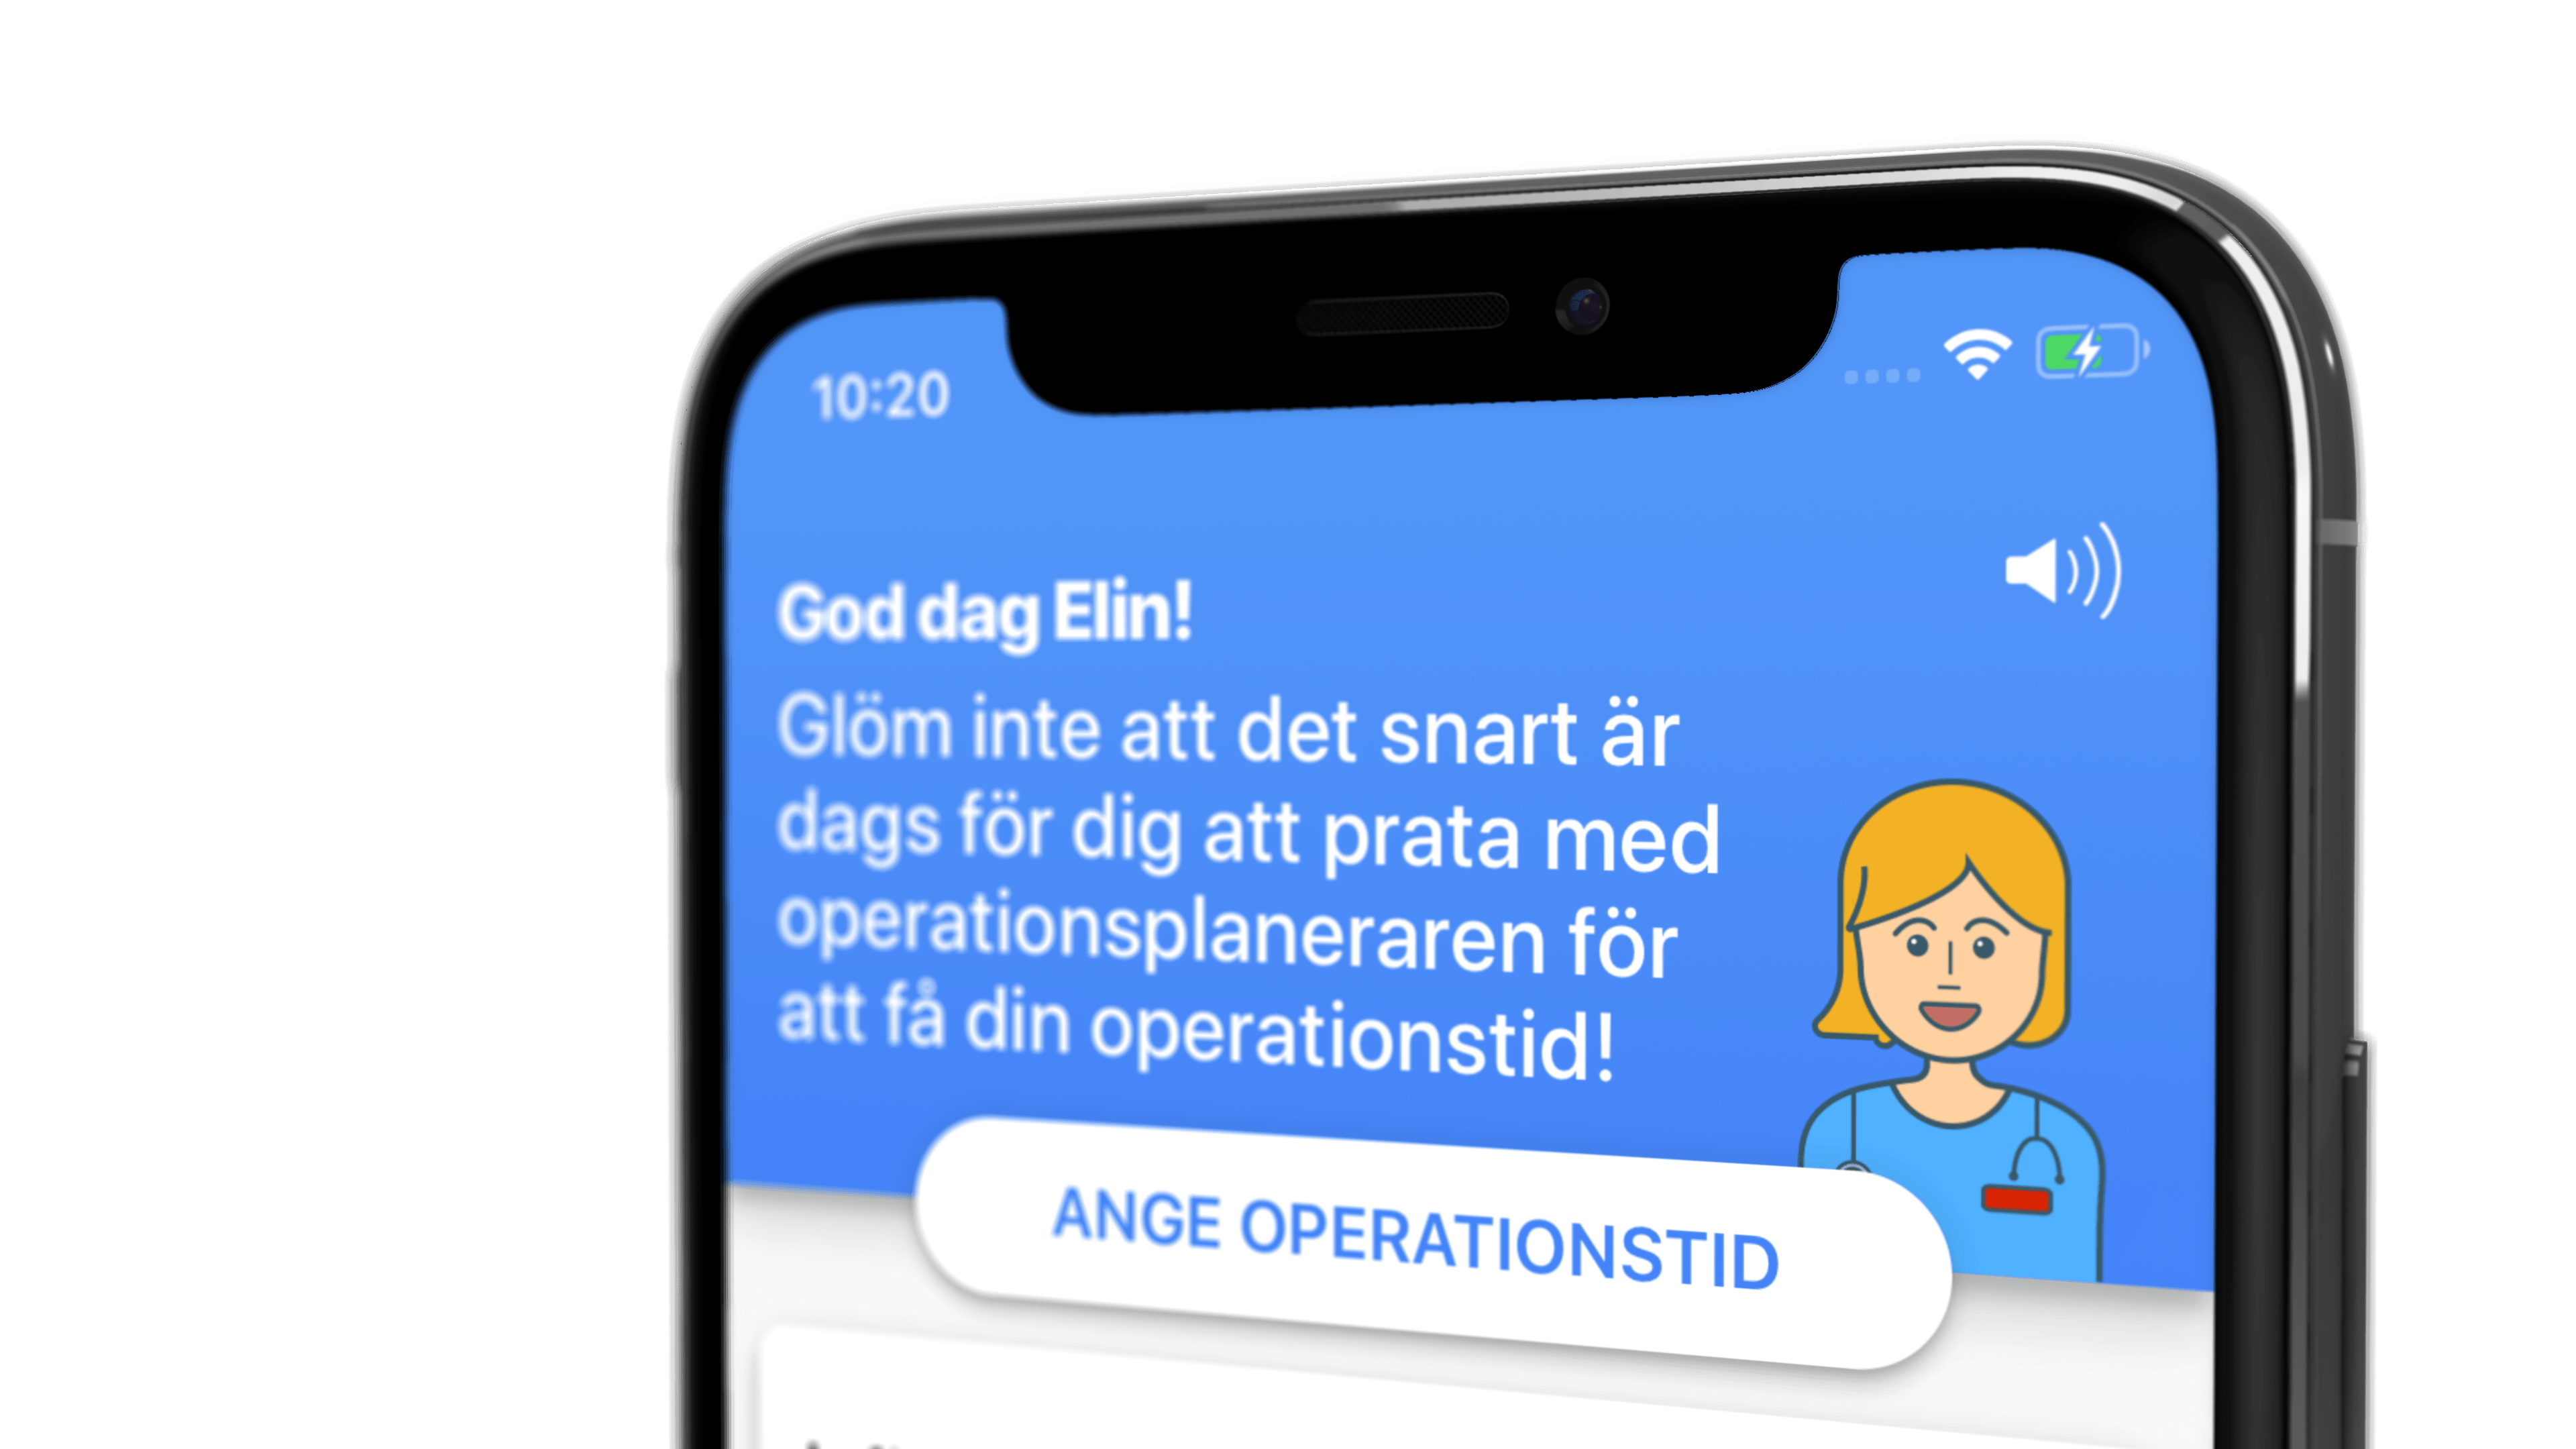 10:20
God dag Elin!
Glöm inte att det snart är
dags för dig att prata med
operationsplaneraren för
att få din operationstid!
ANGE OPERATIONSTID